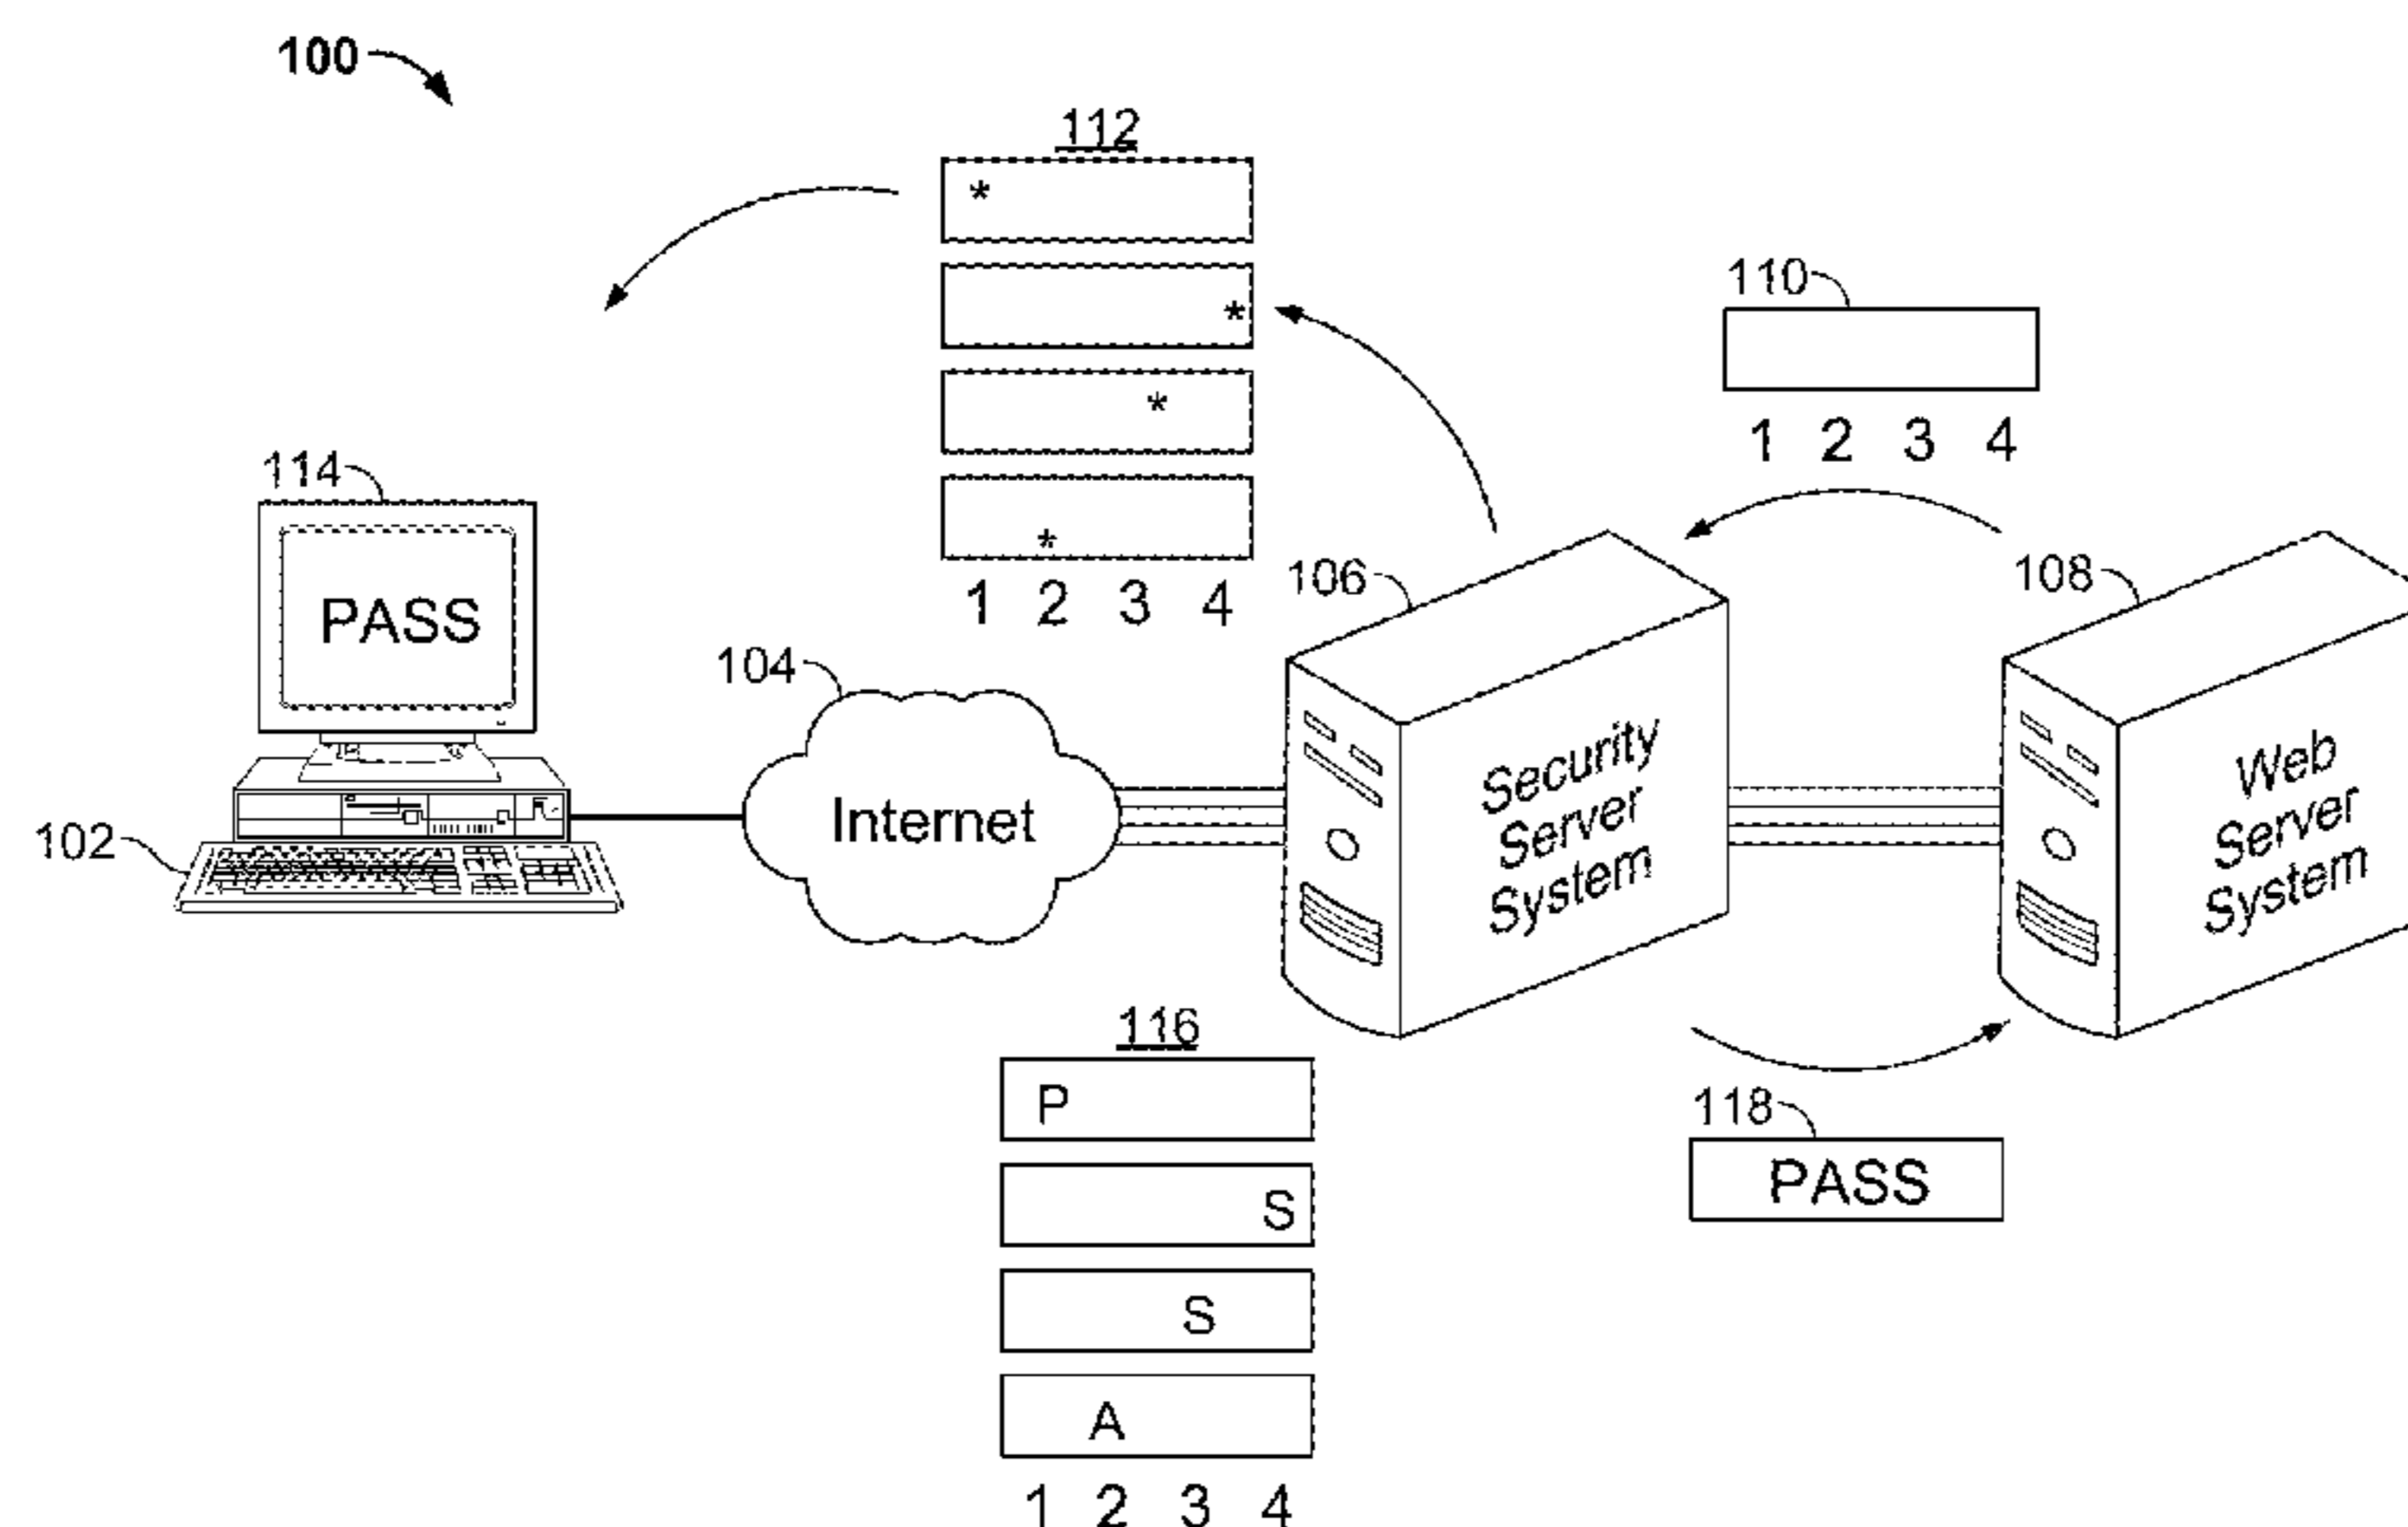 100
112
*
*
*
*
1 2 3 4
110
1 2 3 4
114
PASS
102
104
Internet
106
Security
Server
System
108
Web
Server
System
116
P
S
S
A
1 2 3 4
118
PASS